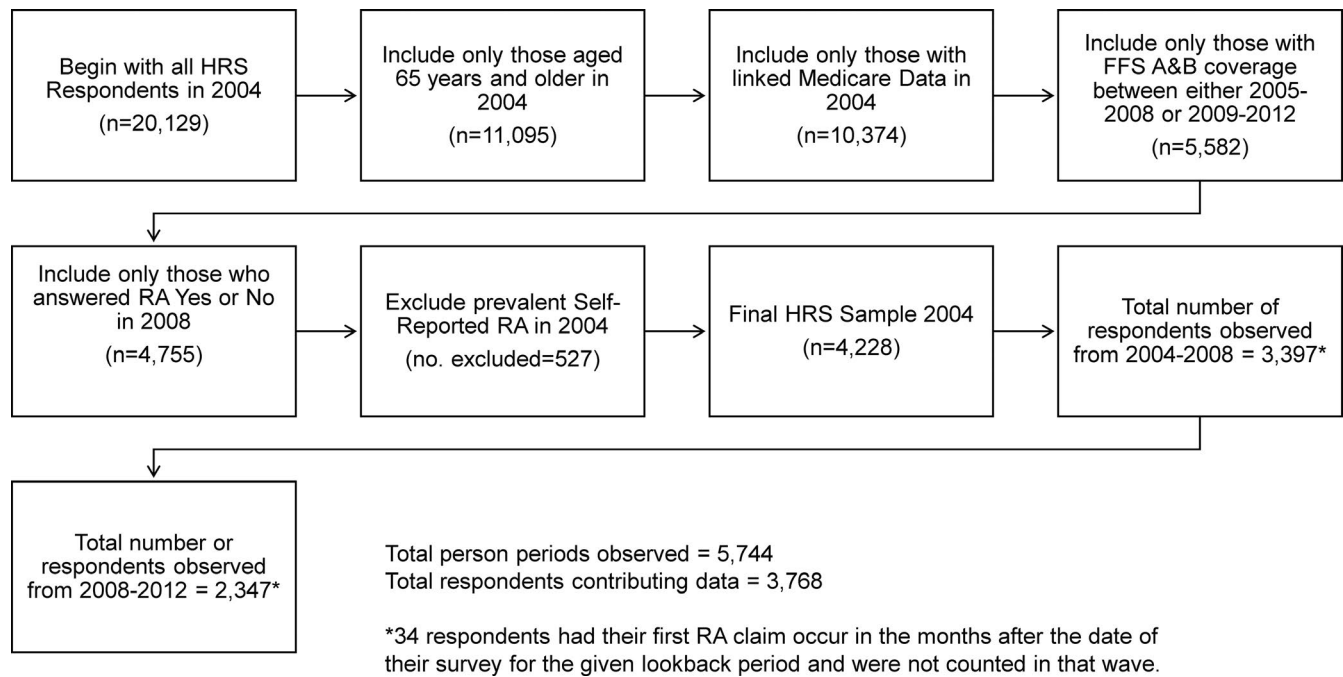 Begin with all HRS
Respondents in 2004
(n=20,129)
Include only those aged
65 years and older in
2004
(n=11,095)
Include only those with
linked Medicare Data in
2004
(n=10,374)
Include only those with
FFS A&B coverage
between either 2005-
2008 or 2009-2012
(n=5,582)
Include only those who
answered RA Yes or No
in 2008
(n=4,755)
Exclude prevalent Self-
Reported RA in 2004
(no. excluded=527)
Final HRS Sample 2004
(n=4,228)
Total number of
respondents observed
from 2004-2008 = 3,397*
Total number or
respondents observed
from 2008-2012 = 2,347*
Total person periods observed = 5,744
Total respondents contributing data = 3,768
*34 respondents had their first RA claim occur in the months after the date of
their survey for the given lookback period and were not counted in that wave.